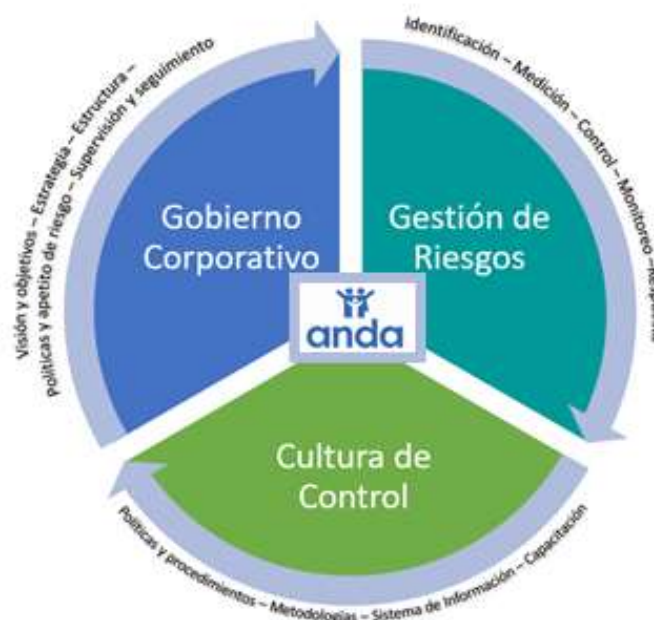 Visión y objetivos – Estrategia – Estructura –
Políticas y apetito de riesgo – Supervisión y seguimiento
Identificación – Medición – Control – Monitoreo –Respuesta
Gobierno
Corporativo
Gestión de
Riesgos
anda
Cultura de
Control
Políticas y procedimientos – Metodologías – Sistema de Información – Capacitación